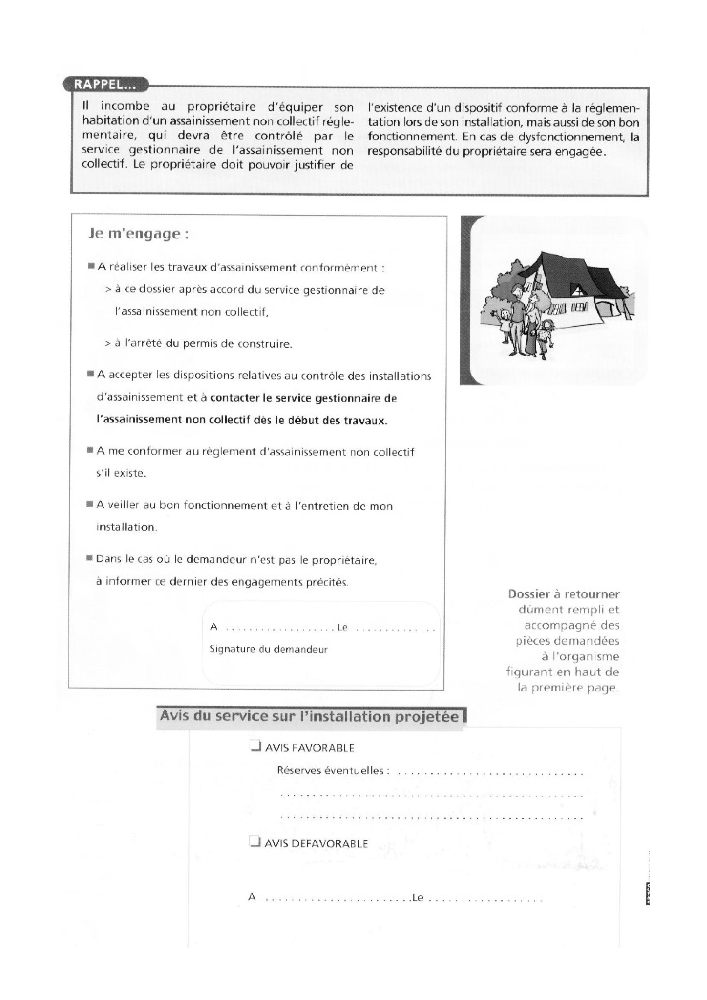 RAPPEL...
Il incombe au propriétaire d'équiper son
habitation d'un assainissement non collectif régle-
mentaire, qui devra être contrôlé par le
service gestionnaire de l'assainissement non
collectif. Le propriétaire doit pouvoir justifier de
l'existence d'un dispositif conforme à la réglemen-
tation lors de son installation, mais aussi de son bon
fonctionnement. En cas de dysfonctionnement, la
responsabilité du propriétaire sera engagée.
Je m'engage :
■ A réaliser les travaux d'assainissement conformément :
> à ce dossier après accord du service gestionnaire de
l'assainissement non collectif,
> à l'arrêté du permis de construire.
■ A accepter les dispositions relatives au contrôle des installations
d'assainissement et à contacter le service gestionnaire de
l'assainissement non collectif dès le début des travaux.
■ A me conformer au règlement d'assainissement non collectif
s'il existe.
■ A veiller au bon fonctionnement et à l'entretien de mon
installation.
■ Dans le cas où le demandeur n'est pas le propriétaire,
à informer ce dernier des engagements précités.
A ................... Le ..............
Signature du demandeur
Dossier à retourner
dûment rempli et
accompagné des
pièces demandées
à l'organisme
figurant en haut de
la première page.
Avis du service sur l'installation projetée
❏ AVIS FAVORABLE
Réserves éventuelles : .............................
................................................
................................................
❏ AVIS DEFAVORABLE
A .......................Le ..................